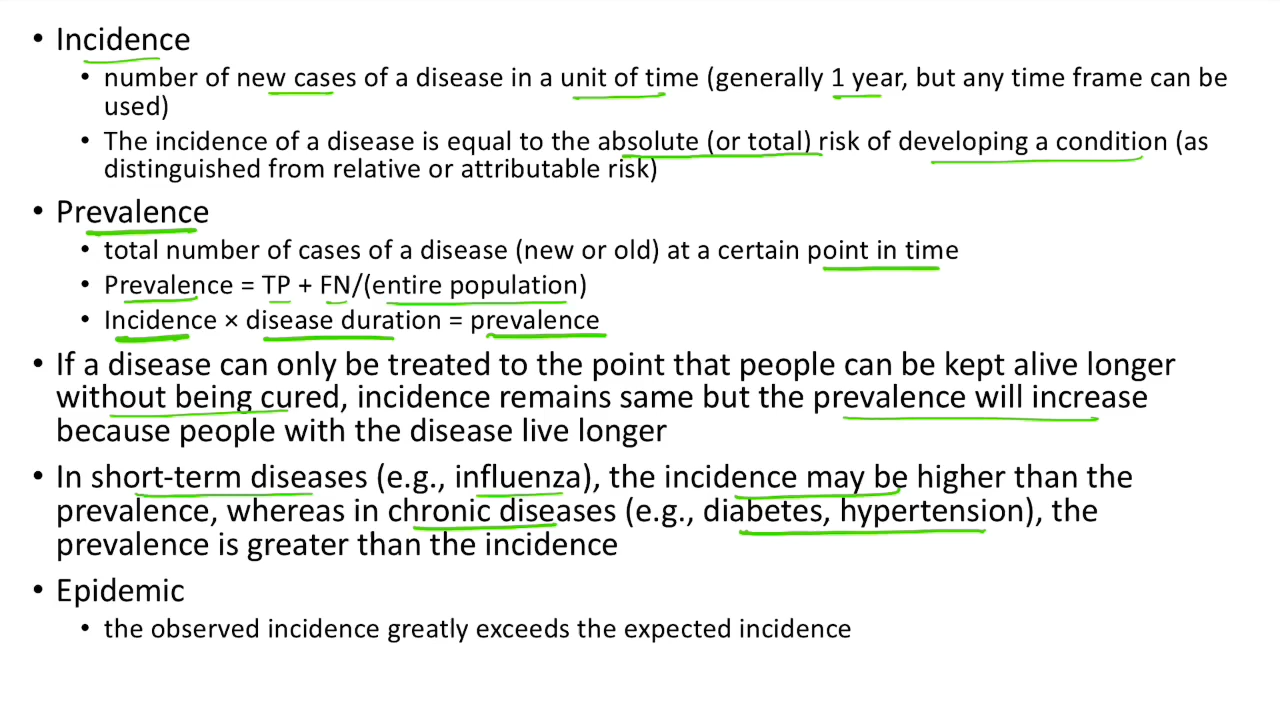 • Incidence
• number of new cases of a disease in a unit of time (generally 1 year, but any time frame can be
used)
• The incidence of a disease is equal to the absolute (or total) risk of developing a condition (as
distinguished from relative or attributable risk)
• Prevalence
• total number of cases of a disease (new or old) at a certain point in time
• Prevalence = TP + FN/(entire population)
• Incidence × disease duration = prevalence
• If a disease can only be treated to the point that people can be kept alive longer
without being cured, incidence remains same but the prevalence will increase
because people with the disease live longer
• In short-term diseases (e.g., influenza), the incidence may be higher than the
prevalence, whereas in chronic diseases (e.g., diabetes, hypertension), the
prevalence is greater than the incidence
• Epidemic
• the observed incidence greatly exceeds the expected incidence